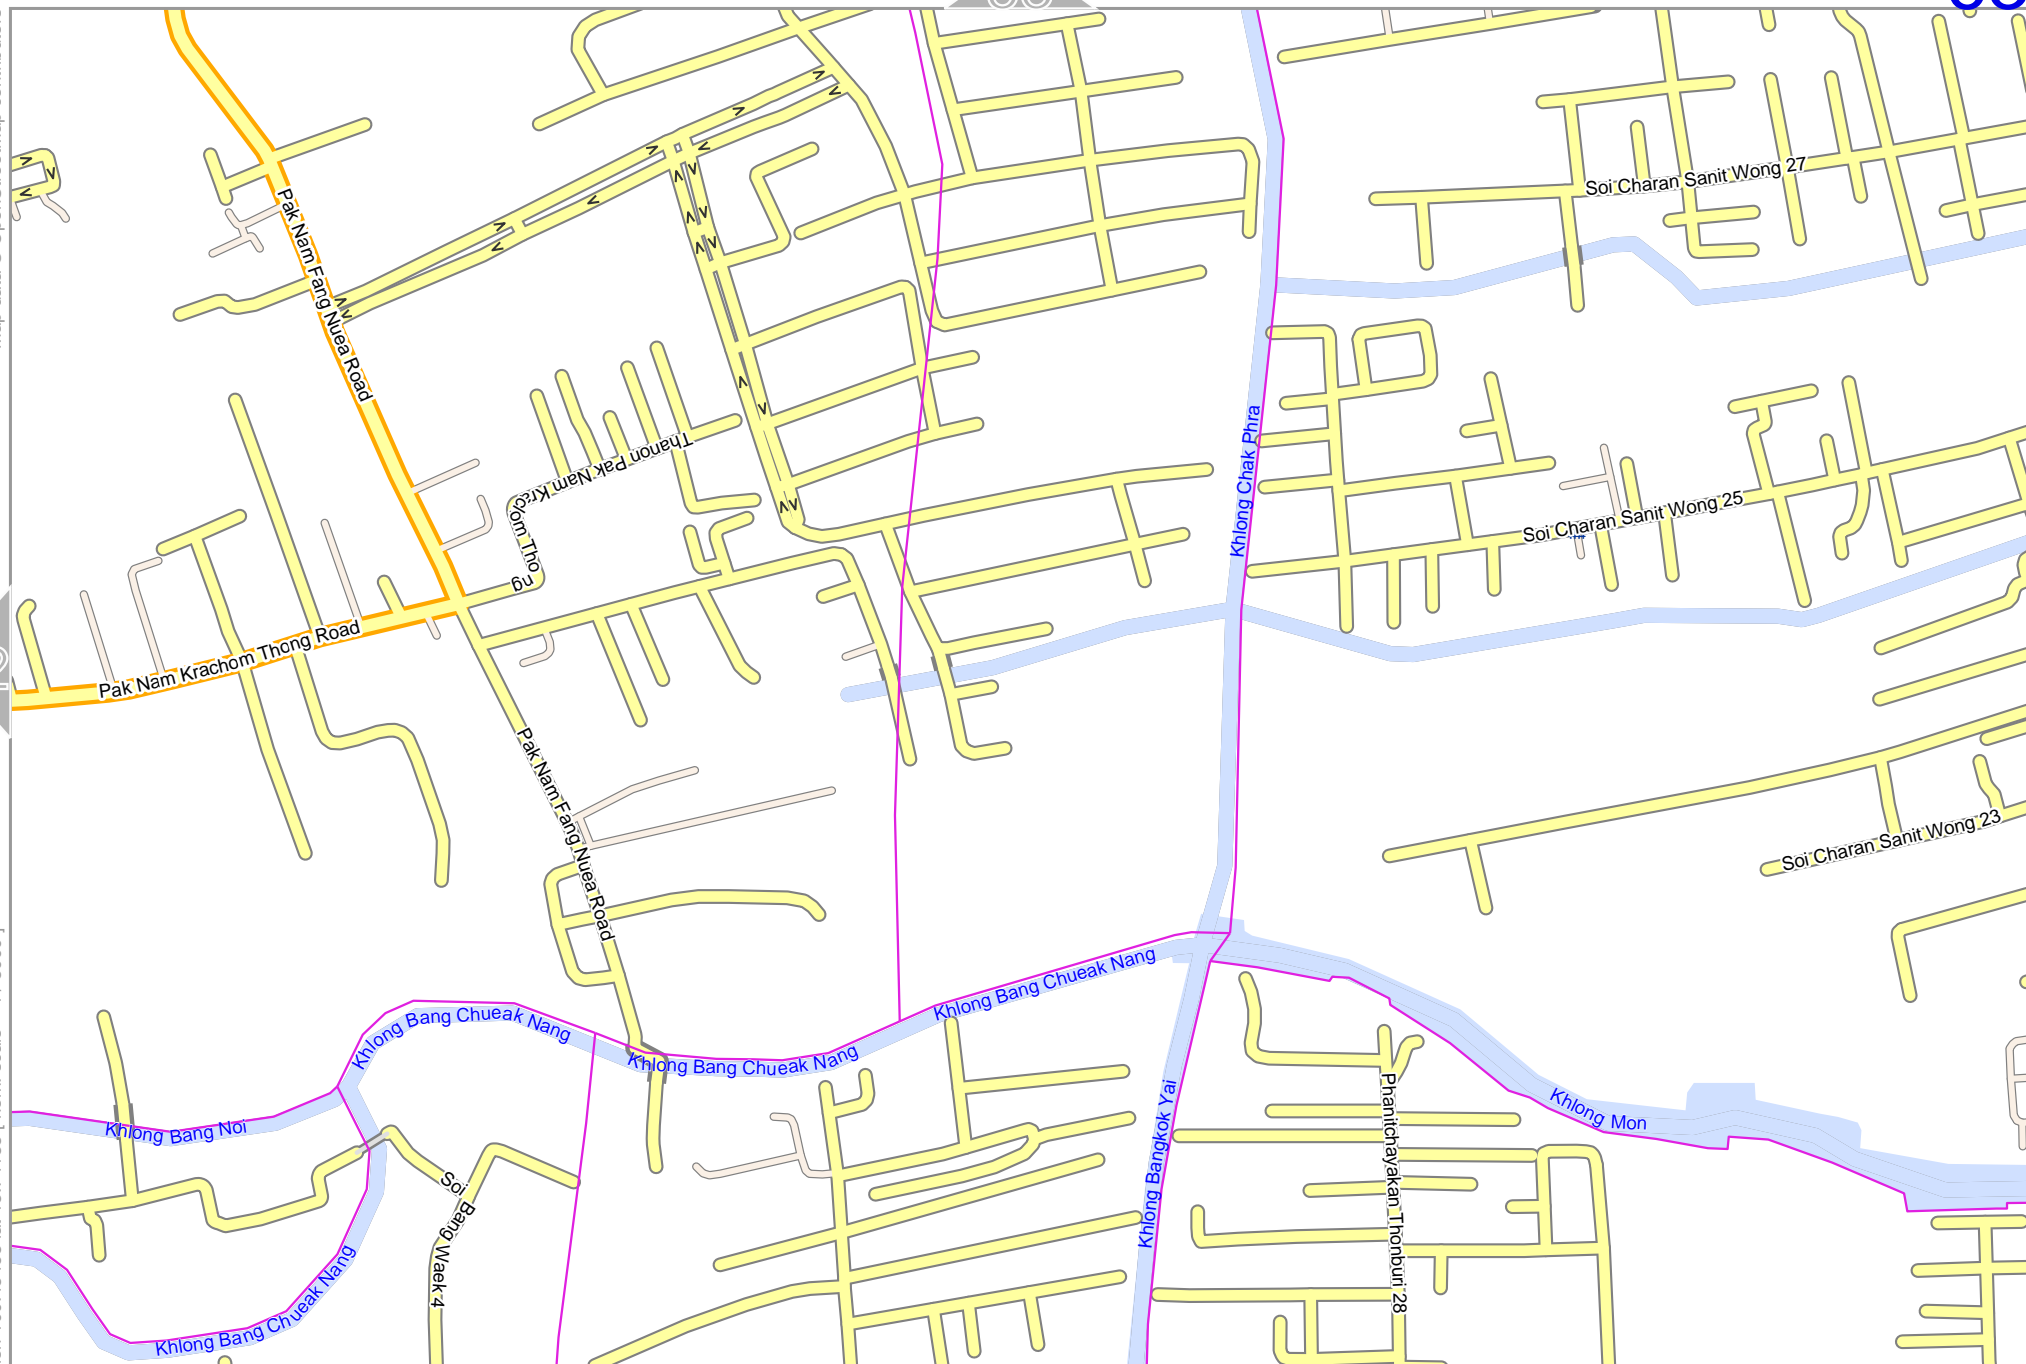 Soi Charan Sanit Wong 27
Pak Nam Fang Nuea Road
Khlong Chak Phra
Thanon Pak Nam Krachom Thong
Soi Charan Sanit Wong 25
Pak Nam Krachom Thong Road
Pak Nam Fang Nuea Road
Soi Charan Sanit Wong 23
Khlong Bang Chueak Nang
Khlong Bang Chueak Nang
Khlong Bang Chueak Nang
Khlong Bang Noi
Khlong Bangkok Yai
Phanitchayakan Thonburi 28
Khlong Mon
Soi Bang Waek 4
Khlong Bang Chueak Nang